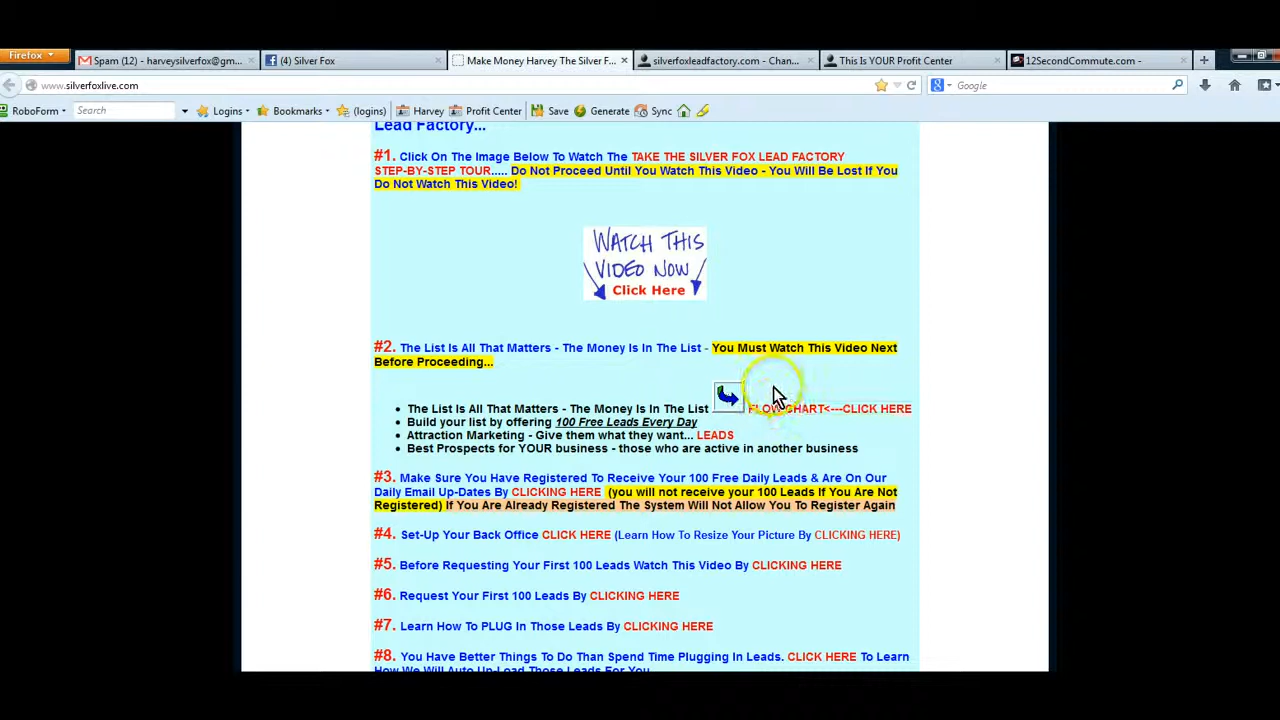 Firefox
Spam (12) - harveysilverfox@gm...
(4) Silver Fox
Make Money Harvey The Silver F...
silverfoxleadfactory.com - Chan...
This Is YOUR Profit Center
12SecondCommute.com -
www.silverfoxlive.com
Google
RoboForm
Search
Logins
Bookmarks
(logins)
Harvey
Profit Center
Save
Generate
Sync
Lead Factory...
#1. Click On The Image Below To Watch The TAKE THE SILVER FOX LEAD FACTORY
STEP-BY-STEP TOUR..... Do Not Proceed Until You Watch This Video - You Will Be Lost If You
Do Not Watch This Video!
WATCH THIS
VIDEO NOW
Click Here
#2. The List Is All That Matters - The Money Is In The List - You Must Watch This Video Next
Before Proceeding...
The List Is All That Matters - The Money Is In The List FLOW CHART<---CLICK HERE
Build your list by offering 100 Free Leads Every Day
Attraction Marketing - Give them what they want... LEADS
Best Prospects for YOUR business - those who are active in another business
#3. Make Sure You Have Registered To Receive Your 100 Free Daily Leads & Are On Our
Daily Email Up-Dates By CLICKING HERE (you will not receive your 100 Leads If You Are Not
Registered) If You Are Already Registered The System Will Not Allow You To Register Again
#4. Set-Up Your Back Office CLICK HERE (Learn How To Resize Your Picture By CLICKING HERE)
#5. Before Requesting Your First 100 Leads Watch This Video By CLICKING HERE
#6. Request Your First 100 Leads By CLICKING HERE
#7. Learn How To PLUG In Those Leads By CLICKING HERE
#8. You Have Better Things To Do Than Spend Time Plugging In Leads. CLICK HERE To Learn
How We Will Auto Up-Load Those Leads For You